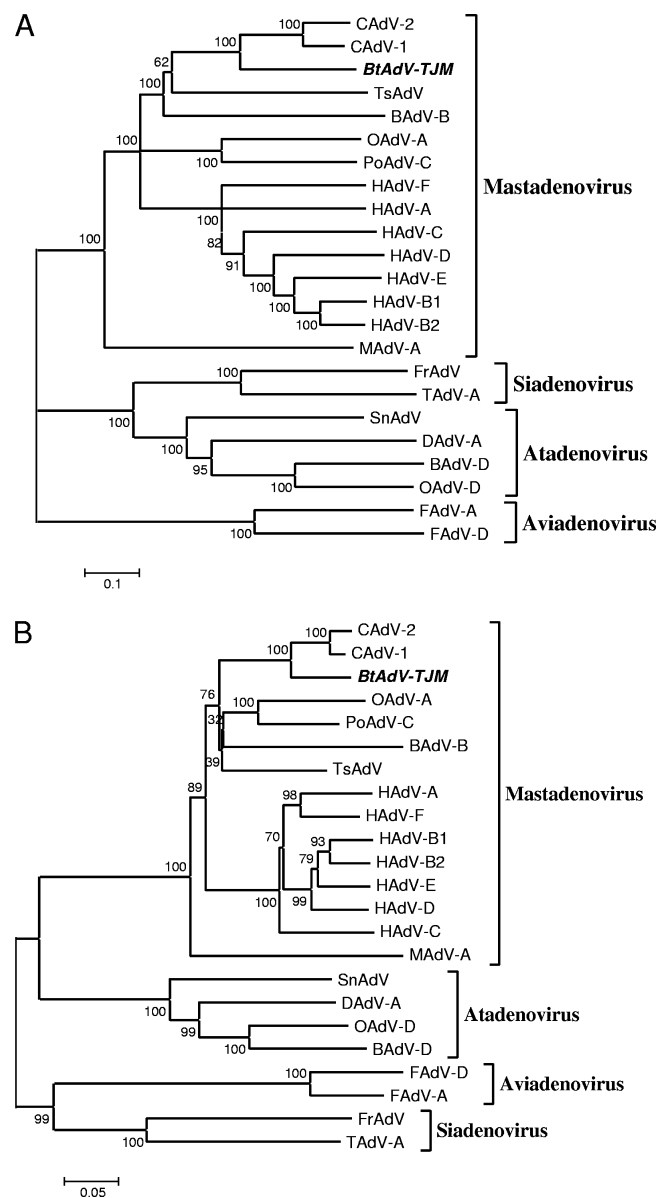 A
CAdV-2
100
100
CAdV-1
62
BtAdV-TJM
100
TsAdV
BAdV-B
100
OAdV-A
100
PoAdV-C
HAdV-F
Mastadenovirus
100
HAdV-A
82
HAdV-C
100
91
HAdV-D
100
HAdV-E
100
HAdV-B1
100
HAdV-B2
MAdV-A
100
FrAdV
TAdV-A
Siadenovirus
100
SnAdV
100
DAdV-A
95
BAdV-D
Atadenovirus
100
OAdV-D
FAdV-A
100
FAdV-D
Aviadenovirus
0.1
B
100
CAdV-2
100
CAdV-1
BtAdV-TJM
76
100
OAdV-A
32
PoAdV-C
BAdV-B
39
TsAdV
89
98
HAdV-A
Mastadenovirus
HAdV-F
70
93
HAdV-B1
79
HAdV-B2
100
HAdV-E
99
HAdV-D
100
HAdV-C
MAdV-A
SnAdV
100
DAdV-A
99
OAdV-D
Atadenovirus
100
BAdV-D
100
FAdV-D
FAdV-A
Aviadenovirus
99
FrAdV
100
TAdV-A
Siadenovirus
0.05